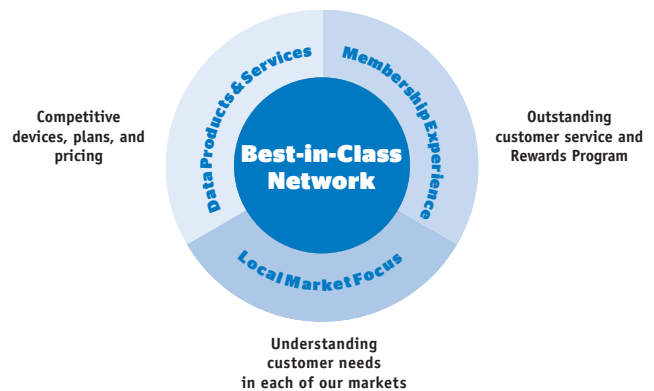 Data Products & Services
Membership Experience
Competitive
devices, plans, and
pricing
Best-in-Class
Network
Outstanding
customer service and
Rewards Program
Local Market Focus
Understanding
customer needs
in each of our markets